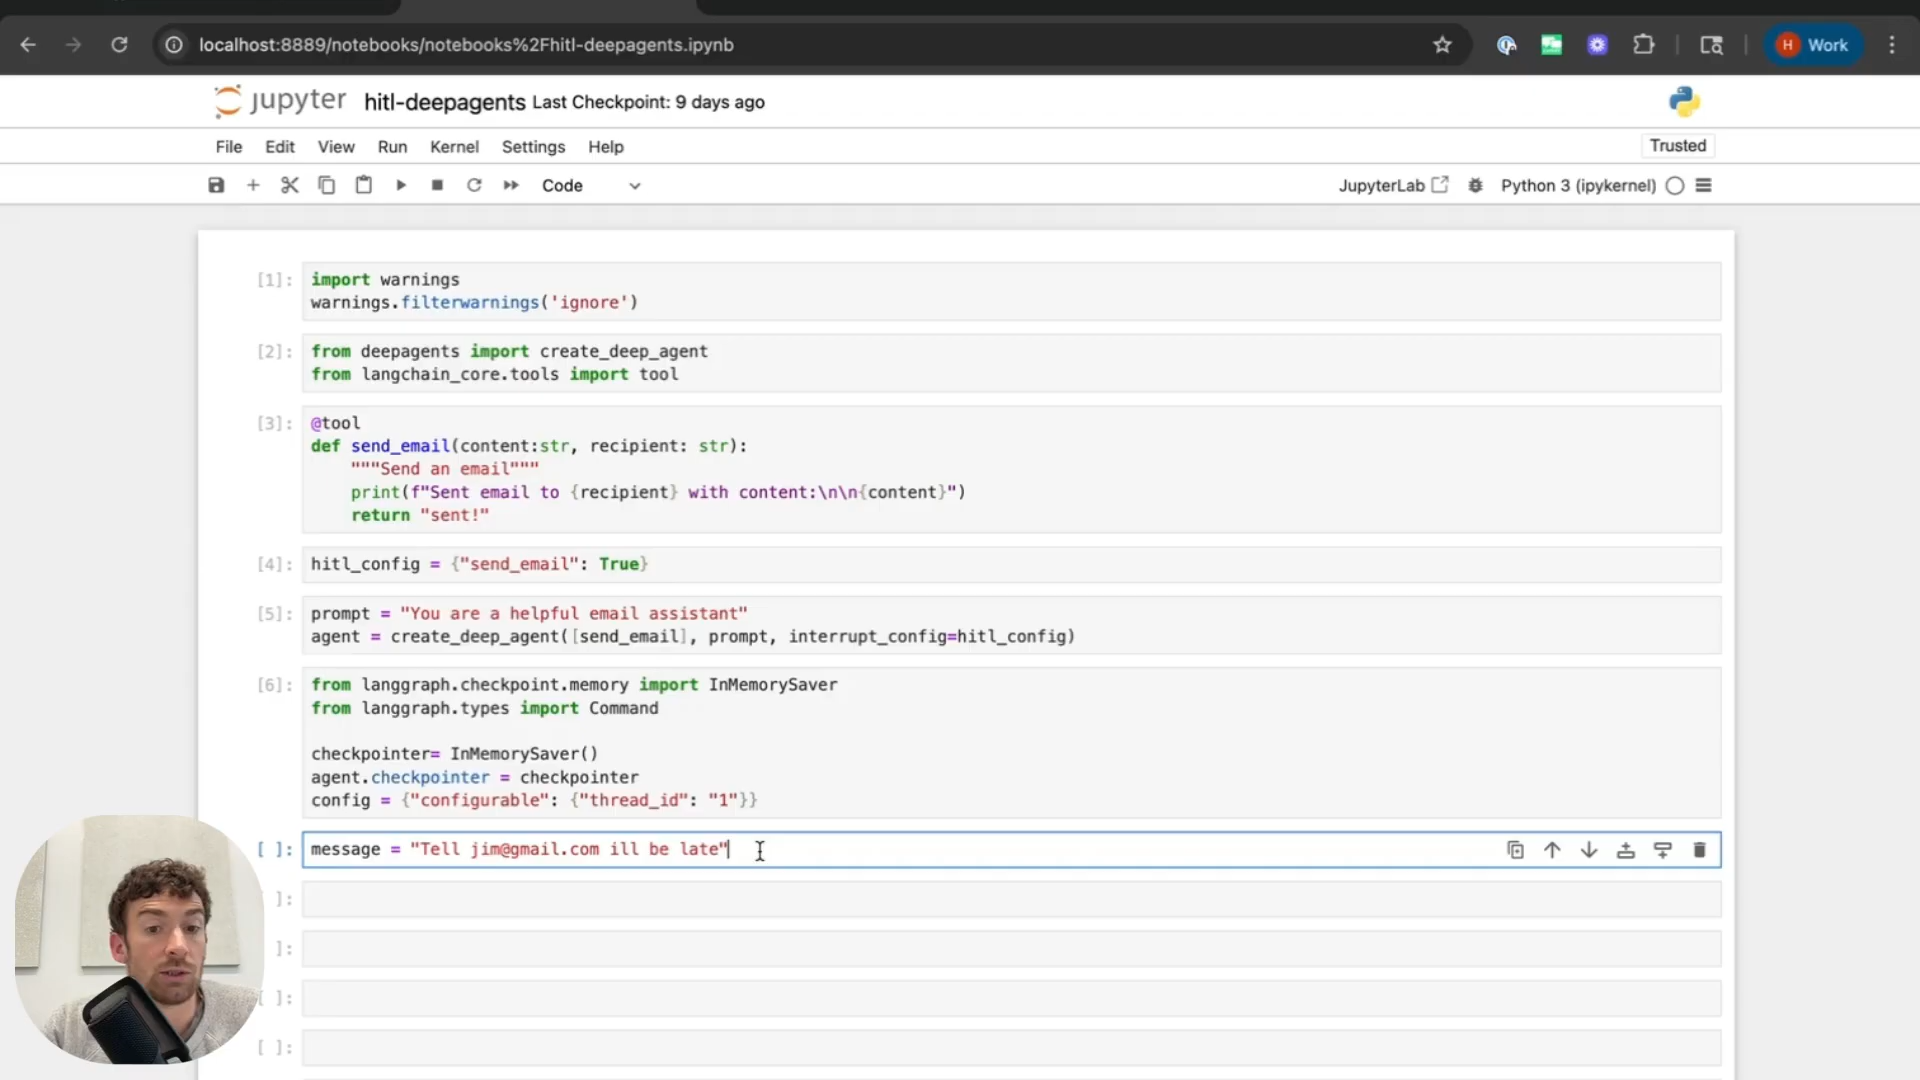 localhost:8889/notebooks/notebooks%2Fhitl-deepagents.ipynb
H Work
jupyter hitl-deepagents Last Checkpoint: 9 days ago
File Edit View Run Kernel Settings Help
Trusted
Code
JupyterLab Python 3 (ipykernel)
[1]: import warnings
warnings.filterwarnings('ignore')
[2]: from deepagents import create_deep_agent
from langchain_core.tools import tool
[3]: @tool
def send_email(content:str, recipient: str):
"""Send an email"""
print(f"Sent email to {recipient} with content:\n\n{content}")
return "sent!"
[4]: hitl_config = {"send_email": True}
[5]: prompt = "You are a helpful email assistant"
agent = create_deep_agent([send_email], prompt, interrupt_config=hitl_config)
[6]: from langgraph.checkpoint.memory import InMemorySaver
from langgraph.types import Command
checkpointer= InMemorySaver()
agent.checkpointer = checkpointer
config = {"configurable": {"thread_id": "1"}}
[ ]: message = "Tell jim@gmail.com ill be late"
]:
]:
[ ]:
[ ]: